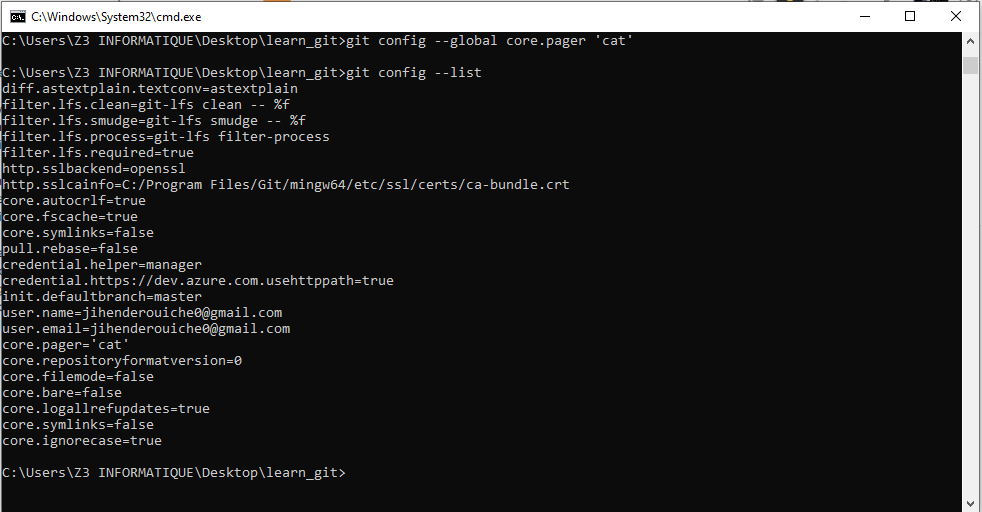 C:\Windows\System32\cmd.exe
C:\Users\Z3 INFORMATIQUE\Desktop\learn_git>git config --global core.pager 'cat'
C:\Users\Z3 INFORMATIQUE\Desktop\learn_git>git config --list
diff.astextplain.textconv=astextplain
filter.lfs.clean=git-lfs clean -- %f
filter.lfs.smudge=git-lfs smudge -- %f
filter.lfs.process=git-lfs filter-process
filter.lfs.required=true
http.sslbackend=openssl
http.sslcainfo=C:/Program Files/Git/mingw64/etc/ssl/certs/ca-bundle.crt
core.autocrlf=true
core.fscache=true
core.symlinks=false
pull.rebase=false
credential.helper=manager
credential.https://dev.azure.com.usehttppath=true
init.defaultbranch=master
user.name=jihenderouiche0@gmail.com
user.email=jihenderouiche0@gmail.com
core.pager='cat'
core.repositoryformatversion=0
core.filemode=false
core.bare=false
core.logallrefupdates=true
core.symlinks=false
core.ignorecase=true
C:\Users\Z3 INFORMATIQUE\Desktop\learn_git>